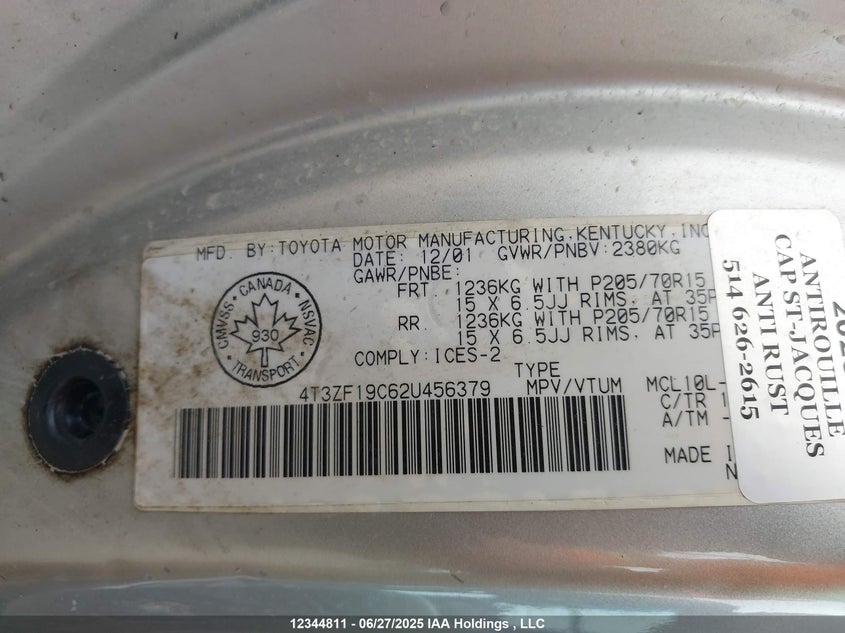 MFD. BY:TOYOTA MOTOR MANUFACTURING,KENTUCKY,INC
DATE: 12/01 GVWR/PNBV:2380KG
GAWR/PNBE:
FRT. 1236KG WITH P205/70R15
15 X 6.5JJ RIMS, AT 35P
RR. 1236KG WITH P205/70R15
15 X 6.5JJ RIMS, AT 35P
COMPLY:ICES-2
CMVSS · CANADA · NSVAC
930
TRANSPORT
TYPE
4T3ZF19C62U456379 MPV/VTUM MCL10L-
C/TR 1
A/TM -
MADE I
N
ANTIROUILLE
CAP ST-JACQUES
ANTI RUST
514 626-2615
12344811 - 06/27/2025 IAA Holdings , LLC